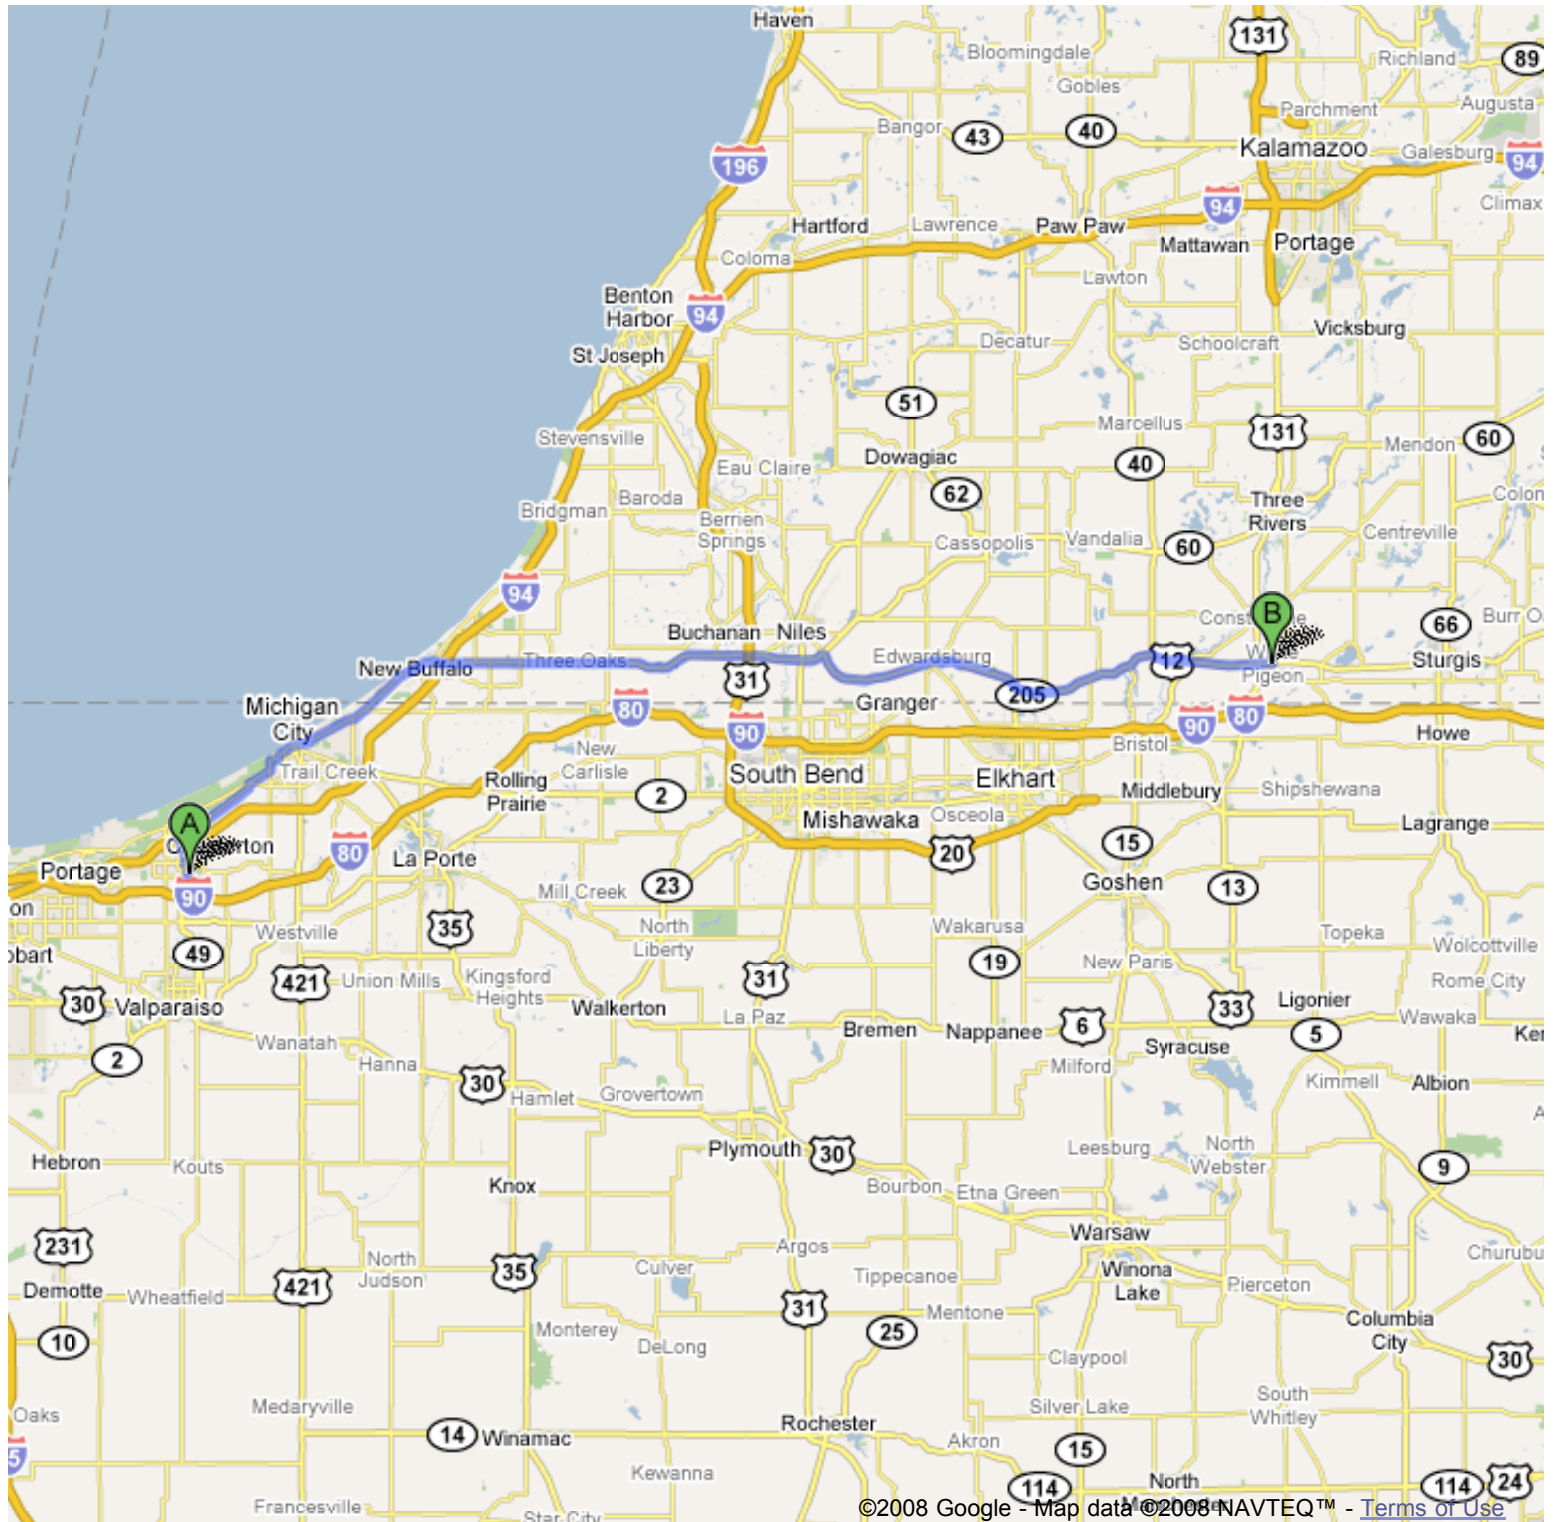 Haven
131
Bloomingdale
Richland
89
Gobles
Parchment
Augusta
Bangor
43
40
Kalamazoo
Galesburg
94
196
94
Climax
Hartford
Lawrence
Paw Paw
Mattawan
Portage
Coloma
Lawton
Benton
Harbor
94
Vicksburg
St Joseph
Decatur
Schoolcraft
51
Marcellus
131
Stevensville
Mendon
60
Dowagiac
40
Eau Claire
62
Baroda
Three
Rivers
Colon
Bridgman
Berrien
Springs
Cassopolis
Vandalia
60
Centreville
94
B
66
Burr O
Buchanan
Niles
New Buffalo
Three Oaks
Edwardsburg
12
Pigeon
Sturgis
31
205
Michigan
City
80
Granger
90
90
80
Howe
Bristol
Trail Creek
New
Carlisle
Rolling
Prairie
2
South Bend
Elkhart
Middlebury
Shipshewana
A
Mishawaka
Osceola
Lagrange
Portage
80
La Porte
20
15
90
Mill Creek
23
Goshen
13
on
Westville
35
North
Liberty
Wakarusa
Topeka
Wolcottville
obart
49
421
Union Mills
Kingsford
Heights
31
19
New Paris
Rome City
30
Valparaiso
Walkerton
La Paz
Bremen
Nappanee
6
33
Ligonier
5
Wawaka
Ker
Wanatah
2
Hanna
30
Hamlet
Grovertown
Milford
Syracuse
Kimmell
Albion
Plymouth
30
Leesburg
North
Webster
Hebron
Kouts
9
Knox
Bourbon
Etna Green
231
Warsaw
Argos
North
Judson
35
Culver
Tippecanoe
Winona
Lake
Pierceton
Churubu
Demotte
Wheatfield
421
31
Mentone
10
Monterey
DeLong
25
Columbia
City
Claypool
30
Oaks
Medaryville
South
Whitley
Silver Lake
14
Winamac
Rochester
Akron
15
5
Kewanna
114
North
114
24
Francesville
Star City
©2008 Google - Map data ©2008 NAVTEQ™ - Terms of Use